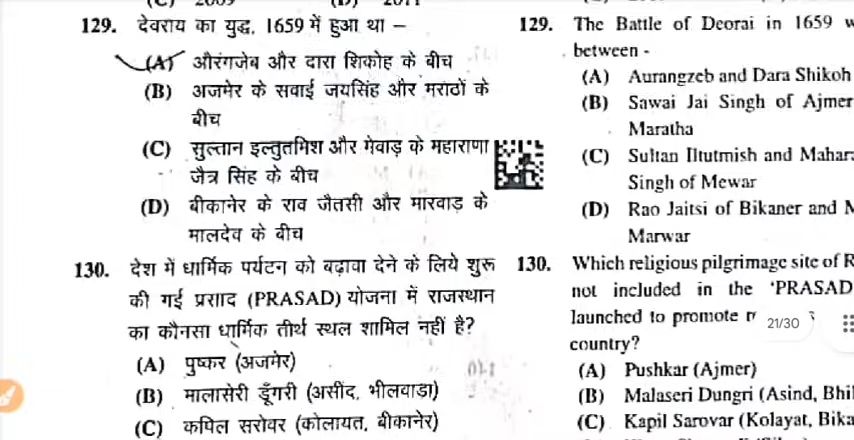 129. देवराय का युद्ध, 1659 में हुआ था –
(A) औरंगजेब और दारा शिकोह के बीच
(B) अजमेर के सवाई जयसिंह और मराठों के
बीच
(C) सुल्तान इल्तुतमिश और मेवाड़ के महाराणा
जैत्र सिंह के बीच
(D) बीकानेर के राव जैतसी और मारवाड़ के
मालदेव के बीच
130. देश में धार्मिक पर्यटन को बढ़ावा देने के लिये शुरू
की गई प्रसाद (PRASAD) योजना में राजस्थान
का कौनसा धार्मिक तीर्थ स्थल शामिल नहीं है?
(A) पुष्कर (अजमेर)
(B) मालासेरी डूँगरी (असींद, भीलवाडा)
(C) कपिल सरोवर (कोलायत, बीकानेर)
129. The Battle of Deorai in 1659 w
between -
(A) Aurangzeb and Dara Shikoh
(B) Sawai Jai Singh of Ajmer
Maratha
(C) Sultan Iltutmish and Mahar
Singh of Mewar
(D) Rao Jaitsi of Bikaner and M
Marwar
130. Which religious pilgrimage site of R
not included in the 'PRASAD
launched to promote
country?
(A) Pushkar (Ajmer)
(B) Malaseri Dungri (Asind, Bhil
(C) Kapil Sarovar (Kolayat, Bika
21/30